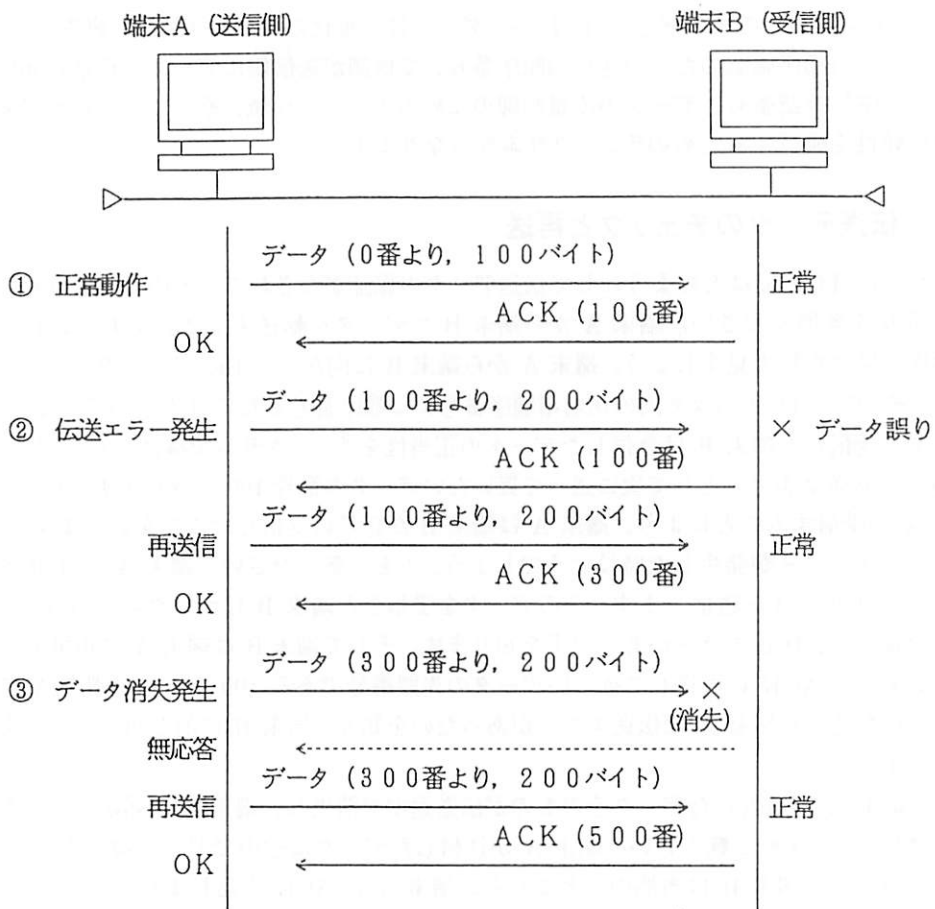 端末A (送信側)
端末B (受信側)
データ (0番より, 100バイト)
① 正常動作
正常
ACK (100番)
OK
データ (100番より, 200バイト)
② 伝送エラー発生
× データ誤り
ACK (100番)
データ (100番より, 200バイト)
再送信
正常
ACK (300番)
OK
データ (300番より, 200バイト)
③ データ消失発生
×
(消失)
無応答
データ (300番より, 200バイト)
再送信
正常
ACK (500番)
OK